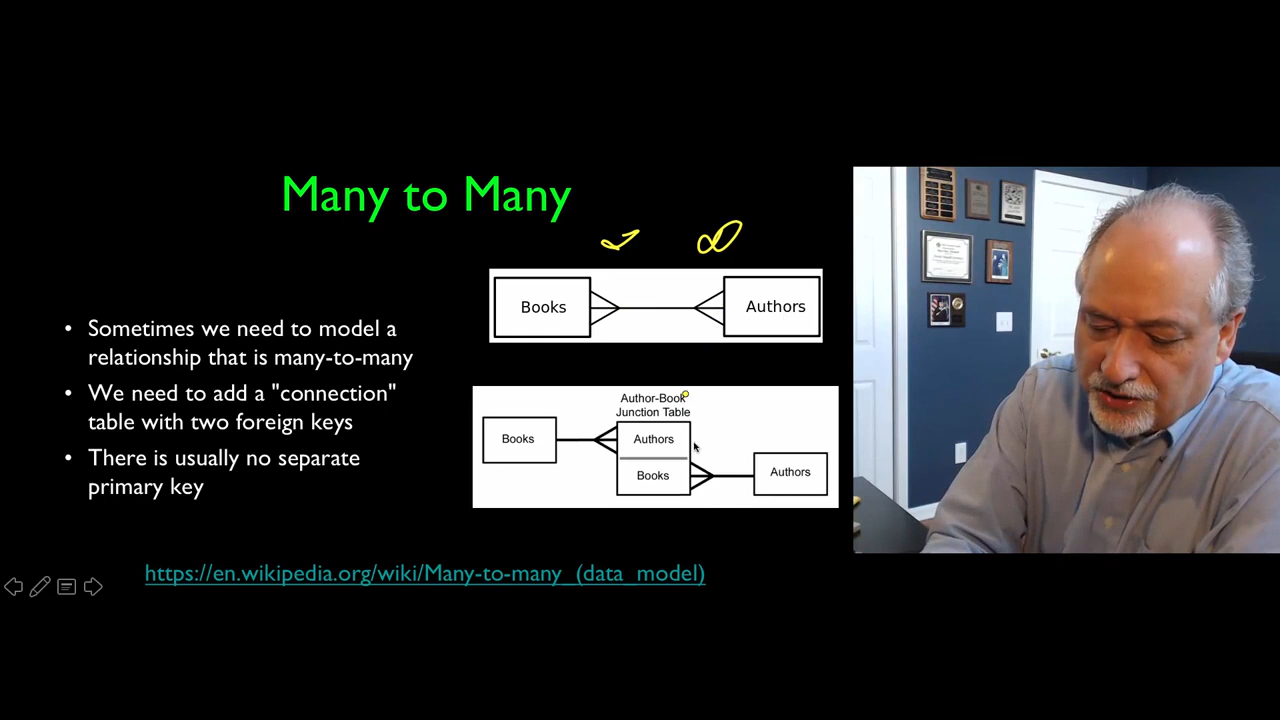 Many to Many
Books
Authors
• Sometimes we need to model a
relationship that is many-to-many
• We need to add a "connection"
table with two foreign keys
• There is usually no separate
primary key
Author-Book
Junction Table
Books
Authors
Books
Authors
https://en.wikipedia.org/wiki/Many-to-many_(data_model)